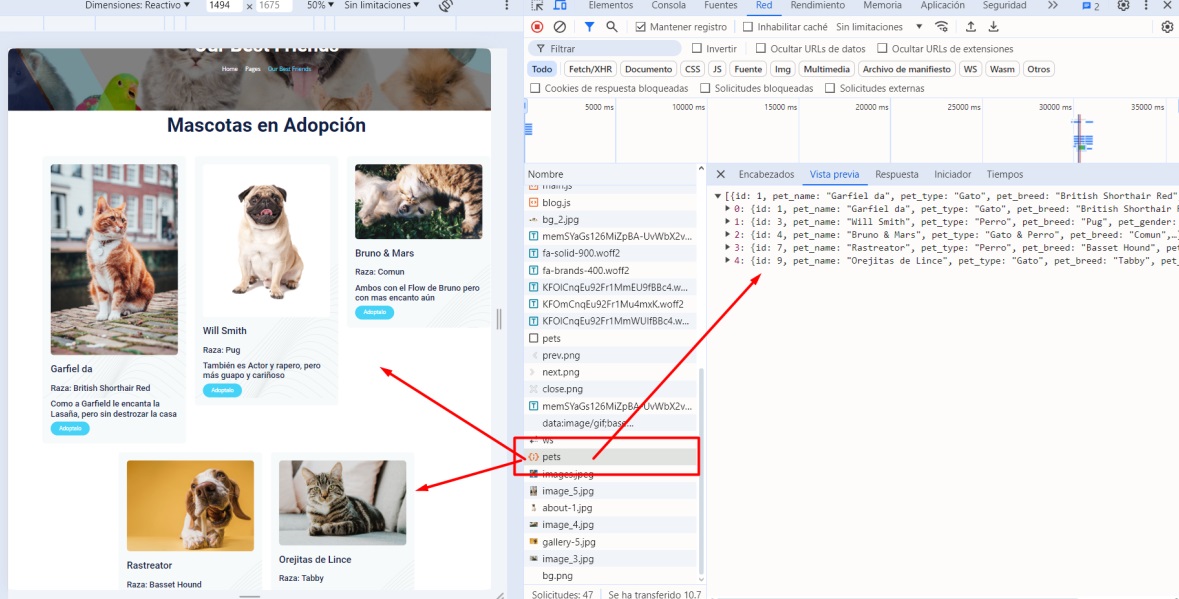 Dimensiones: Reactivo ▼ 1494 × 1675 50% ▼ Sin limitaciones ▼
Elementos Consola Fuentes Red Rendimiento Memoria Aplicación Seguridad 2
Mantener registro Inhabilitar caché Sin limitaciones ▼
Filtrar Invertir Ocultar URLs de datos Ocultar URLs de extensiones
Todo Fetch/XHR Documento CSS JS Fuente Img Multimedia Archivo de manifiesto WS Wasm Otros
Cookies de respuesta bloqueadas Solicitudes bloqueadas Solicitudes externas
5000 ms 10000 ms 15000 ms 20000 ms 25000 ms 30000 ms 35000 ms
Our Best Friends
Home Pages Our Best Friends
Mascotas en Adopción
Garfiel da
Raza: British Shorthair Red
Como a Garfield le encanta la
Lasaña, pero sin destrozar la casa
Adoptalo
Will Smith
Raza: Pug
También es Actor y rapero, pero
más guapo y cariñoso
Adoptalo
Bruno & Mars
Raza: Comun
Ambos con el Flow de Bruno pero
con mas encanto aún
Adoptalo
Rastreator
Raza: Basset Hound
Orejitas de Lince
Raza: Tabby
Nombre
main.js
blog.js
bg_2.jpg
memSYaGs126MiZpBA-UvWbX2v...
fa-solid-900.woff2
fa-brands-400.woff2
KFOlCnqEu92Fr1MmEU9fBBc4.w...
KFOmCnqEu92Fr1Mu4mxK.woff2
KFOlCnqEu92Fr1MmWUlfBBc4.w...
pets
prev.png
next.png
close.png
memSYaGs126MiZpBA-UvWbX2v...
data:image/gif;base...
ws
pets
images.jpeg
image_5.jpg
about-1.jpg
image_4.jpg
gallery-5.jpg
image_3.jpg
bg.png
Solicitudes: 47 Se ha transferido 10.7
Encabezados Vista previa Respuesta Iniciador Tiempos
[{id: 1, pet_name: "Garfiel da", pet_type: "Gato", pet_breed: "British Shorthair Red"
0: {id: 1, pet_name: "Garfiel da", pet_type: "Gato", pet_breed: "British Shorthair R
1: {id: 3, pet_name: "Will Smith", pet_type: "Perro", pet_breed: "Pug", pet_gender:
2: {id: 4, pet_name: "Bruno & Mars", pet_type: "Gato & Perro", pet_breed: "Comun",…}
3: {id: 7, pet_name: "Rastreator", pet_type: "Perro", pet_breed: "Basset Hound", pet
4: {id: 9, pet_name: "Orejitas de Lince", pet_type: "Gato", pet_breed: "Tabby", pet_